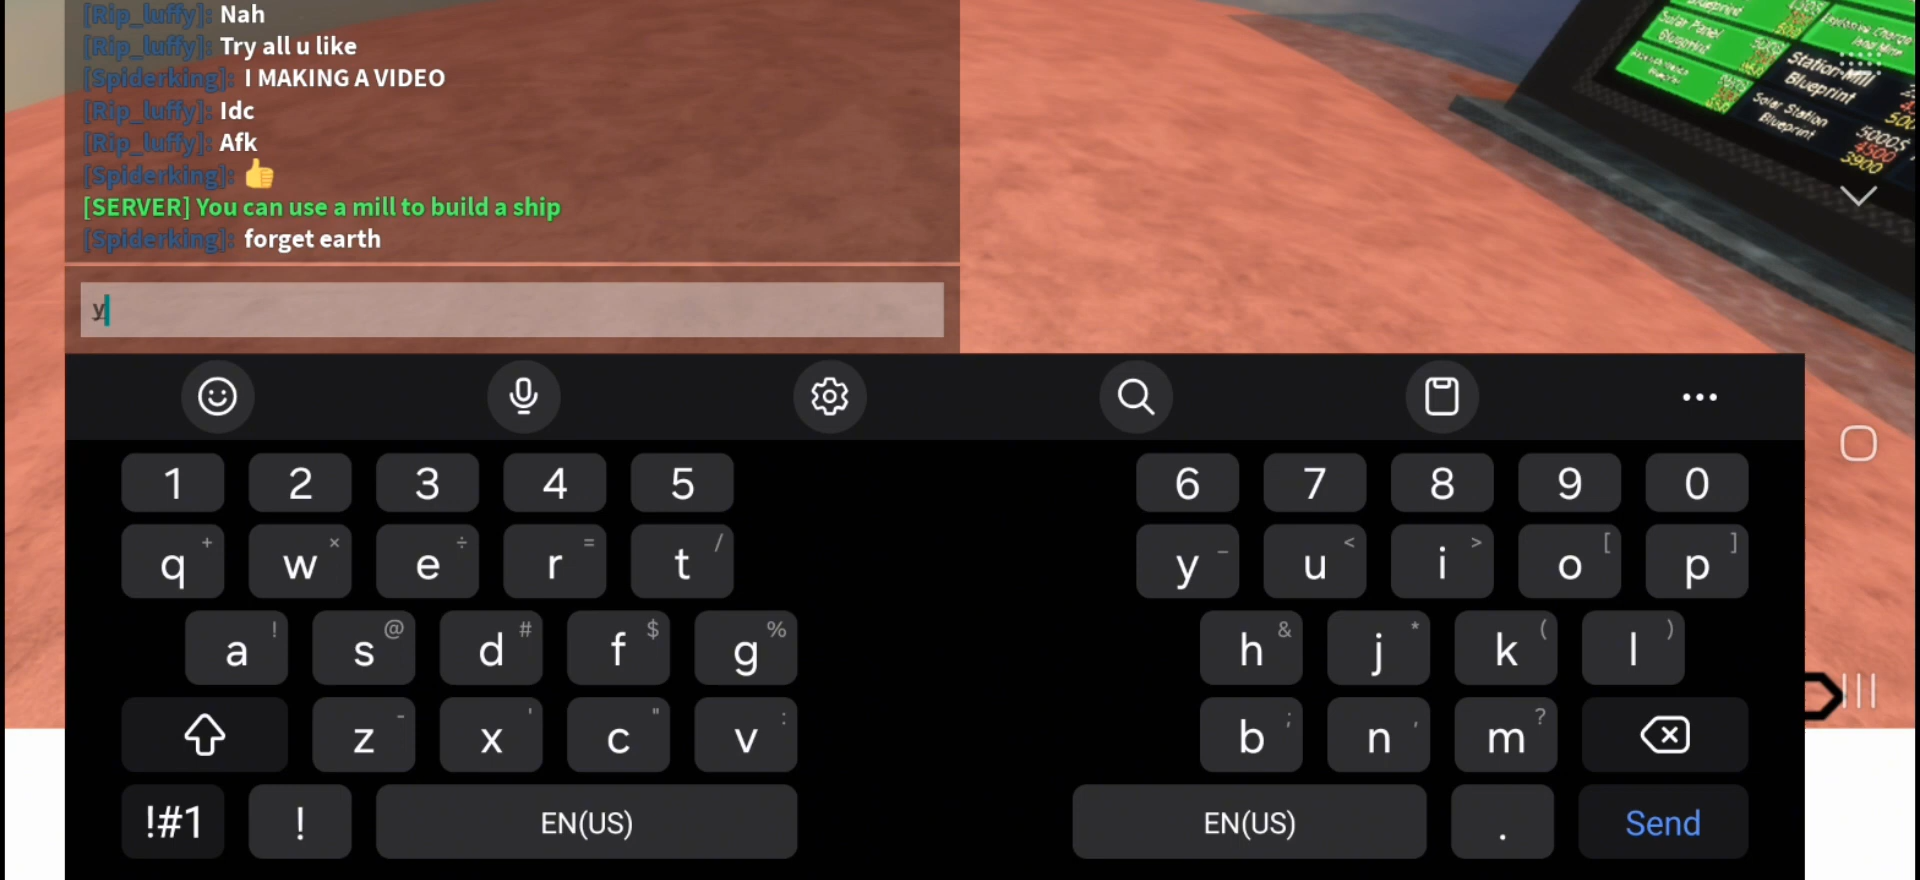 [Rip_luffy]: Nah
[Rip_luffy]: Try all u like
[Spiderking]: I MAKING A VIDEO
[Rip_luffy]: Idc
[Rip_luffy]: Afk
[Spiderking]: 👍
[SERVER] You can use a mill to build a ship
[Spiderking]: forget earth
y
Blueprint
Solar Panel
Blueprint
Station-Mill
Blueprint
Solar Station
Blueprint
5000$
4500
3900
1 2 3 4 5 6 7 8 9 0
q + w × e ÷ r = t / y _ u < i > o [ p ]
a ! s @ d # f $ g % h & j * k ( l )
z - x ' c " v : b ; n , m ?
!#1 ! EN(US) EN(US) . Send